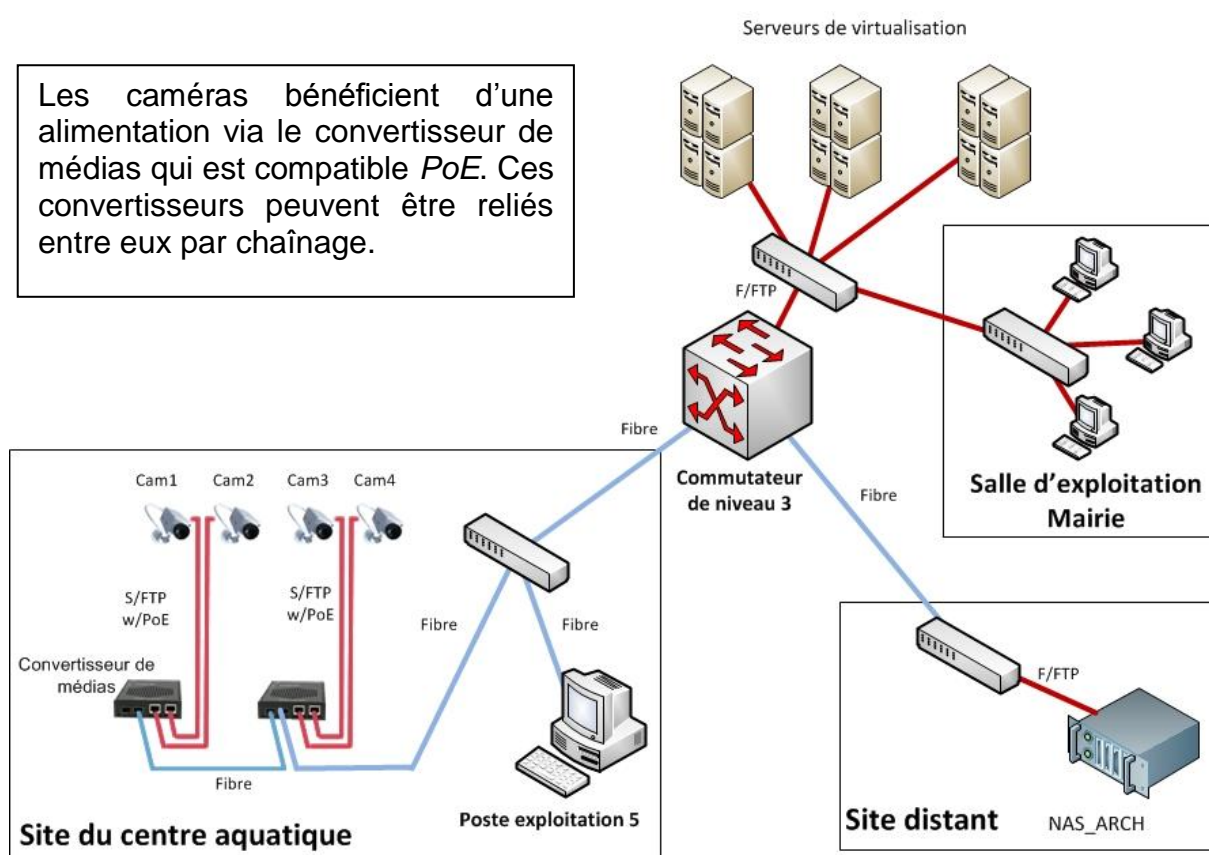 Serveurs de virtualisation
Les caméras bénéficient d'une
alimentation via le convertisseur de
médias qui est compatible PoE. Ces
convertisseurs peuvent être reliés
entre eux par chaînage.
F/FTP
Fibre
Commutateur
de niveau 3
Fibre
Salle d'exploitation
Mairie
Cam1
Cam2
Cam3
Cam4
S/FTP
w/PoE
S/FTP
w/PoE
Fibre
Fibre
Convertisseur de
médias
Fibre
Poste exploitation 5
Site du centre aquatique
F/FTP
Site distant
NAS_ARCH